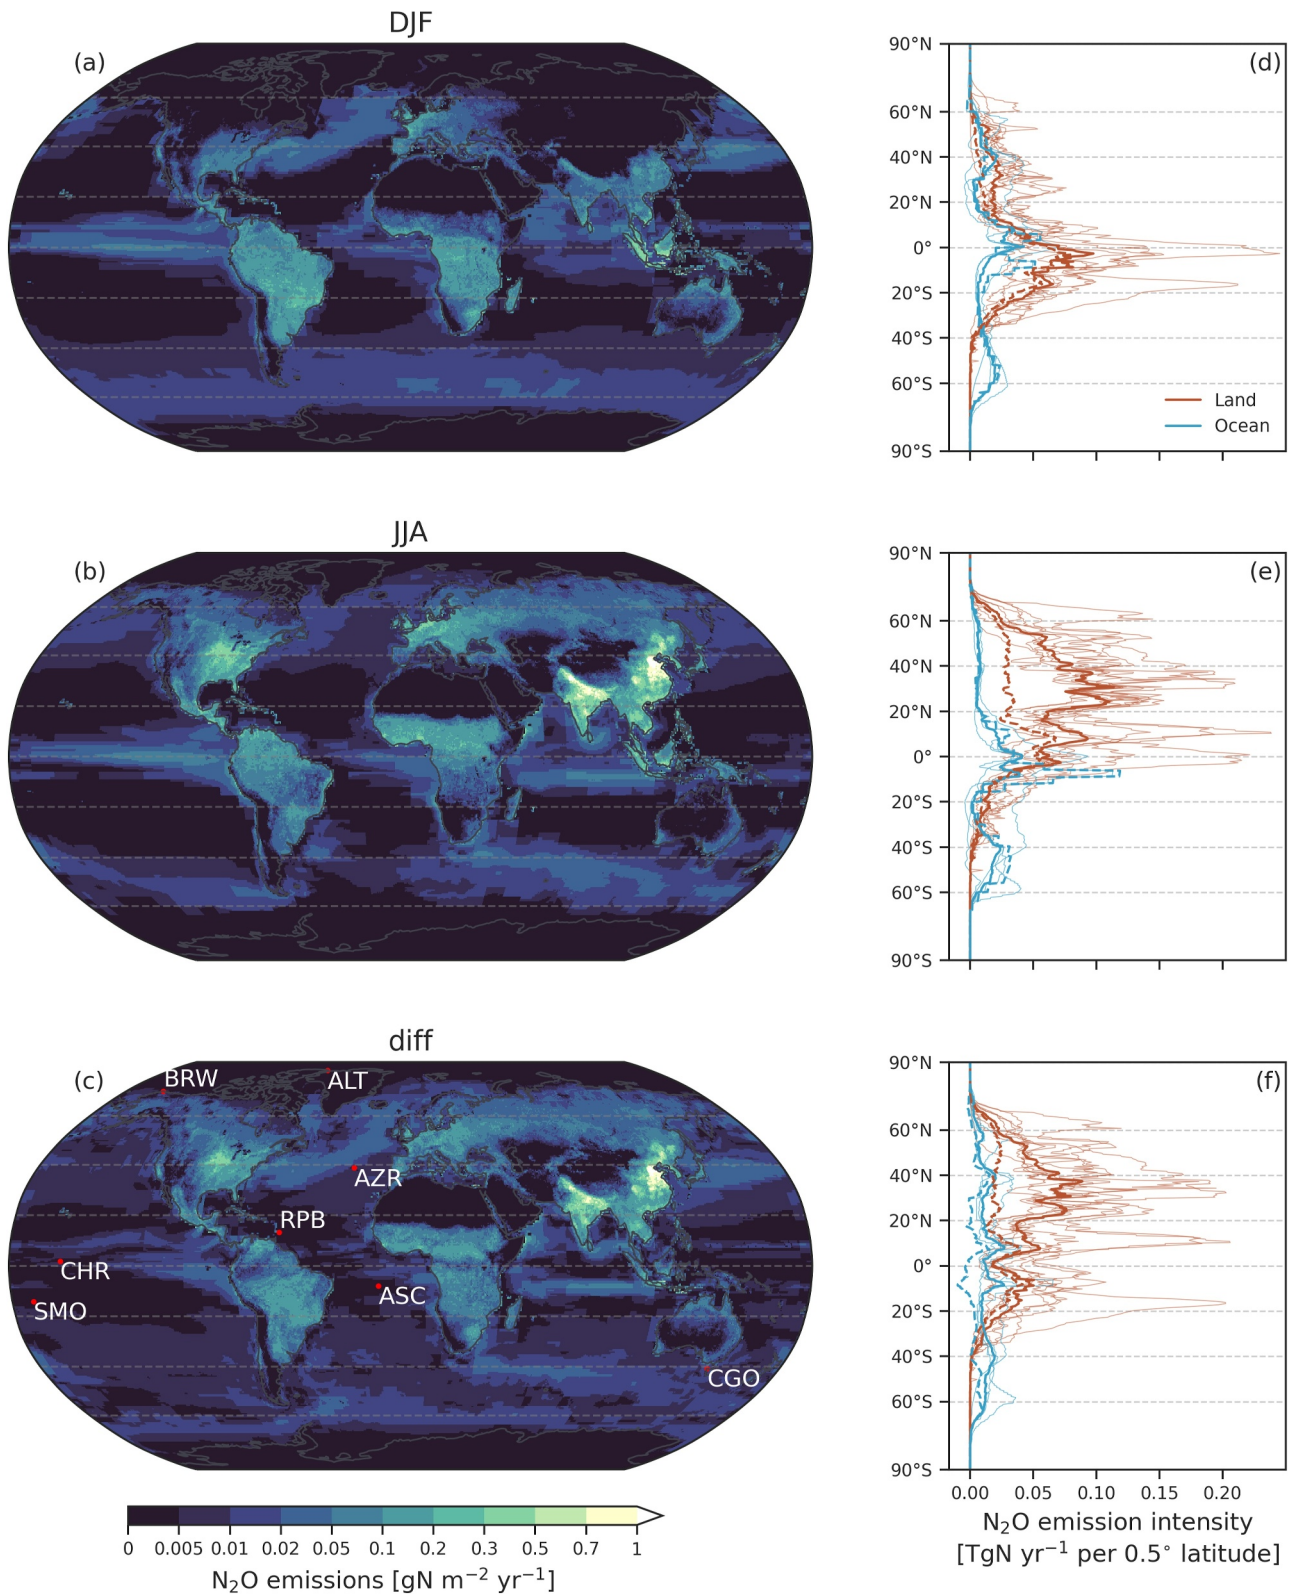 DJF
(a)
90°N
60°N
40°N
20°N
0°
20°S
40°S
60°S
90°S
(d)
Land
Ocean
JJA
(b)
90°N
60°N
40°N
20°N
0°
20°S
40°S
60°S
90°S
(e)
diff
(c)
BRW
ALT
AZR
RPB
CHR
ASC
SMO
CGO
90°N
60°N
40°N
20°N
0°
20°S
40°S
60°S
90°S
(f)
0.00 0.05 0.10 0.15 0.20
N₂O emission intensity
[TgN yr⁻¹ per 0.5° latitude]
0 0.005 0.01 0.02 0.05 0.1 0.2 0.3 0.5 0.7 1
N₂O emissions [gN m⁻² yr⁻¹]